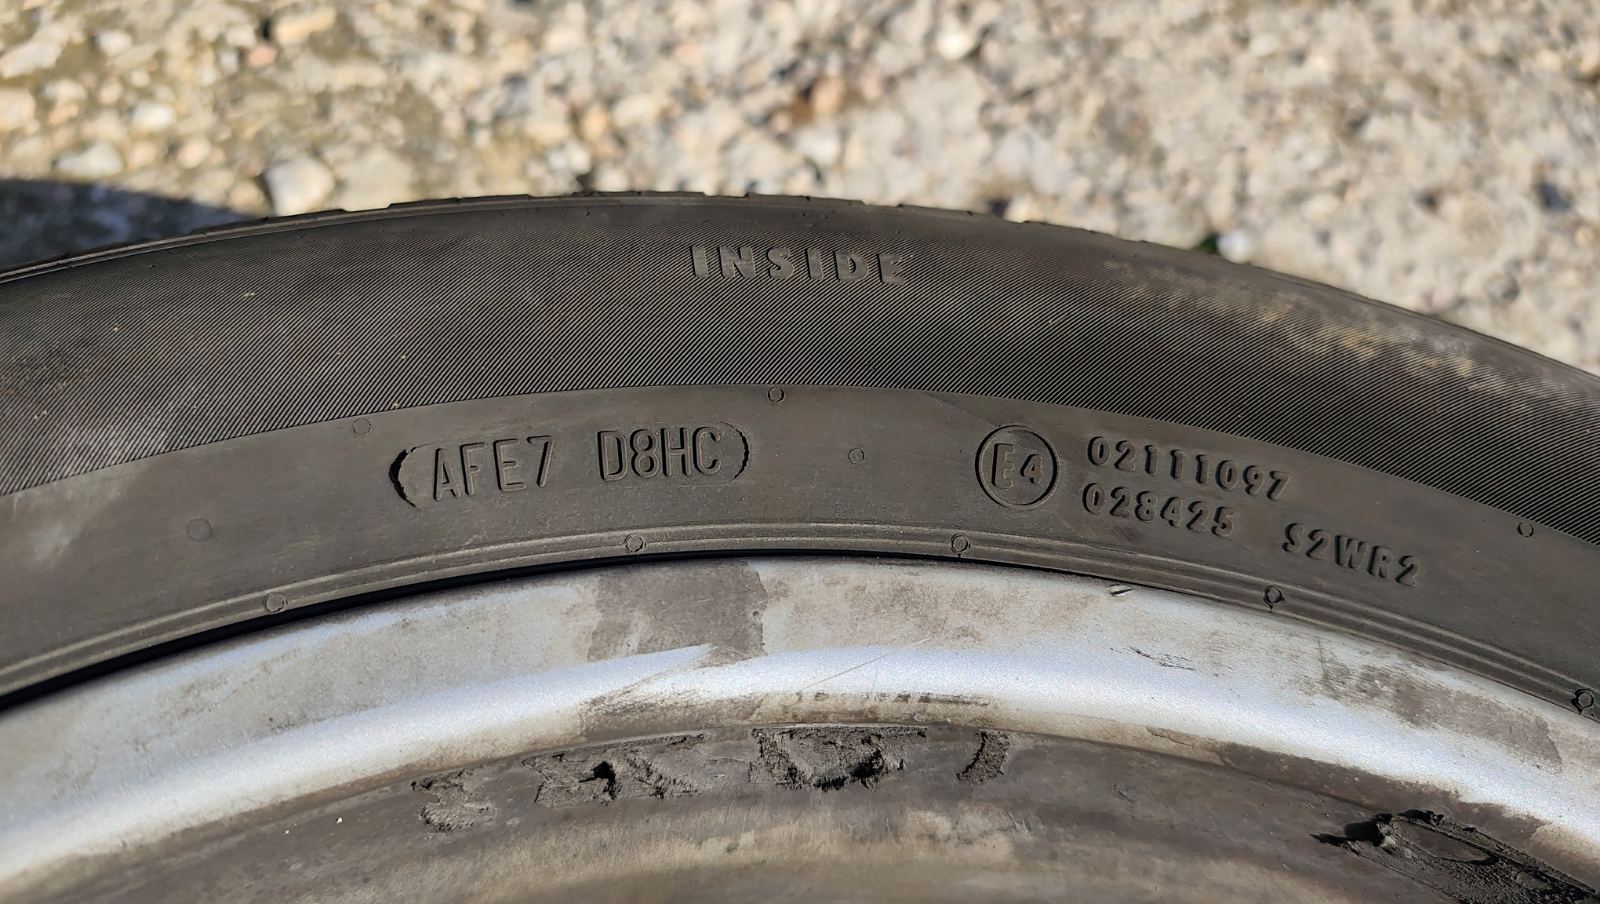 INSIDE
AFE7 D8HC
E4
02111097
028425 S2WR2